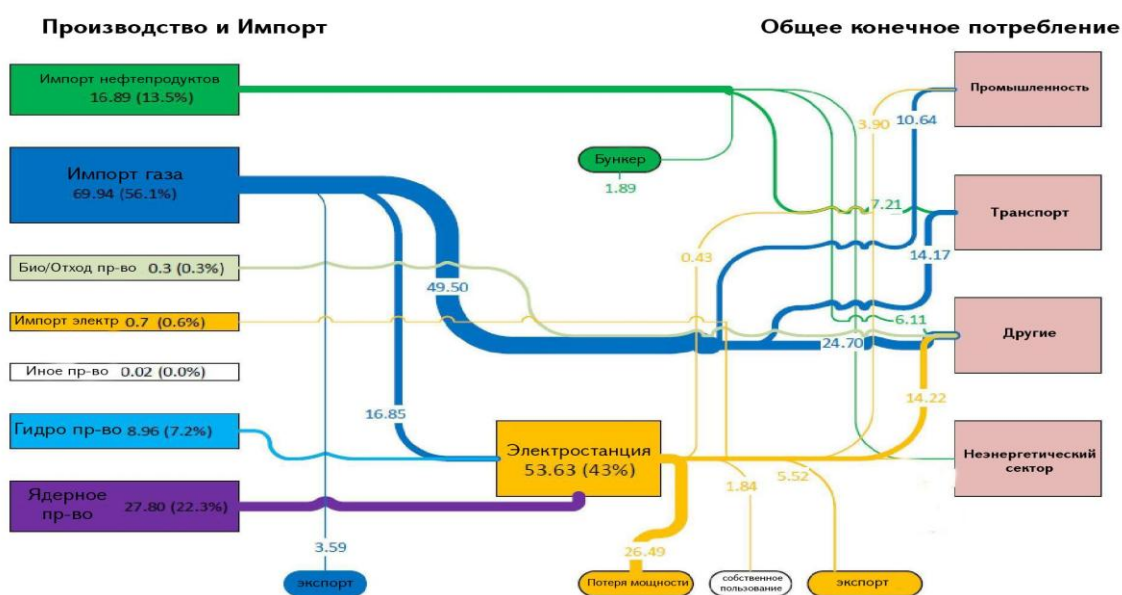 Производство и Импорт
Общее конечное потребление
Импорт нефтепродуктов
16.89 (13.5%)
Промышленность
3.90
10.64
Бункер
1.89
Импорт газа
69.94 (56.1%)
7.21
Транспорт
0.43
14.17
Био/Отход пр-во 0.3 (0.3%)
49.50
Импорт электр 0.7 (0.6%)
6.11
Другие
24.70
Иное пр-во 0.02 (0.0%)
14.22
16.85
Гидро пр-во 8.96 (7.2%)
Электростанция
53.63 (43%)
Неэнергетический
сектор
5.52
1.84
Ядерное
пр-во
27.80 (22.3%)
3.59
26.49
экспорт
Потеря мощности
собственное
пользование
экспорт